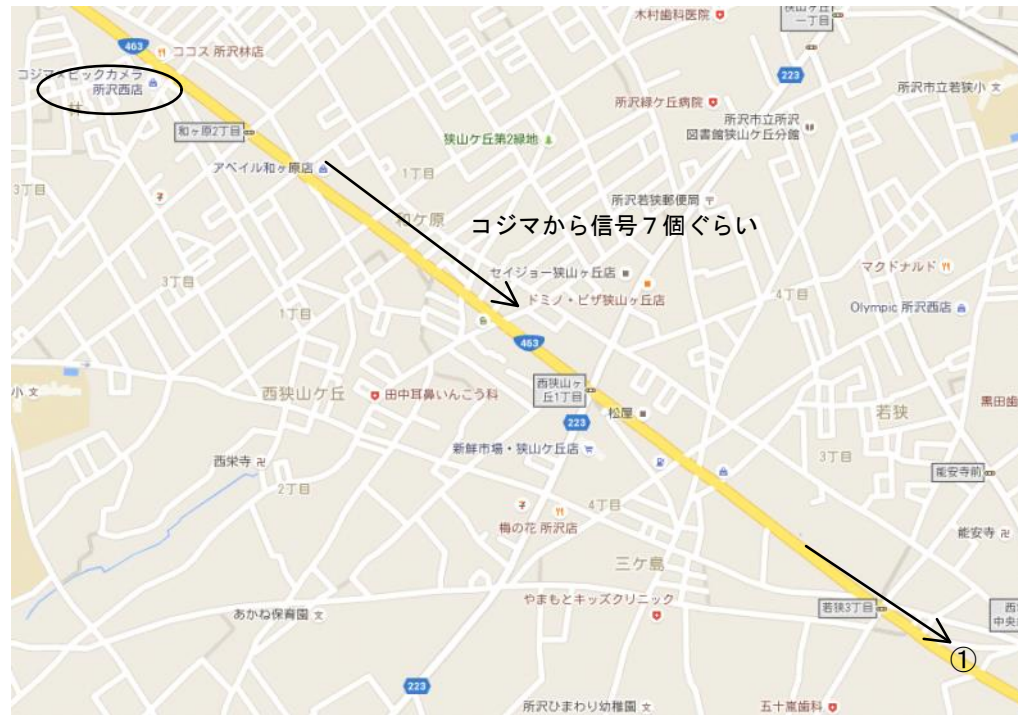 木村歯科医院
一丁目
463
ココス 所沢林店
コジマ×ビックカメラ
所沢西店
林
223
所沢市立若狭小 文
所沢緑ケ丘病院
所沢市立所沢
図書館狭山ケ丘分館
和ヶ原2丁目
狭山ケ丘第2緑地
アベイル和ヶ原店
1丁目
3丁目
所沢若狭郵便局
和ケ原
コジマから信号７個ぐらい
セイジョー狭山ヶ丘店
マクドナルド
3丁目
ドミノ・ピザ狭山ヶ丘店
4丁目
Olympic 所沢西店
1丁目
463
小 文
西狭山ケ丘
田中耳鼻いんこう科
西狭山ヶ
丘1丁目
松屋
若狭
223
新鮮市場・狭山ケ丘店
3丁目
西栄寺
能安寺前
2丁目
4丁目
梅の花 所沢店
能安寺
三ケ島
やまもとキッズクリニック
あかね保育園 文
若狭3丁目
①
223
所沢ひまわり幼稚園 文
五十嵐歯科